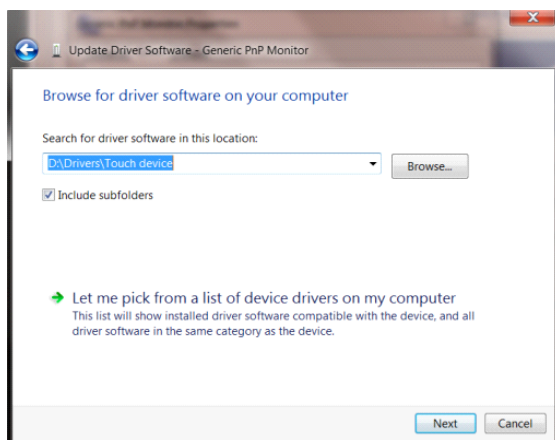 Update Driver Software - Generic PnP Monitor
Browse for driver software on your computer
Search for driver software in this location:
D:\Drivers\Touch device
Browse...
Include subfolders
Let me pick from a list of device drivers on my computer
This list will show installed driver software compatible with the device, and all
driver software in the same category as the device.
Next
Cancel